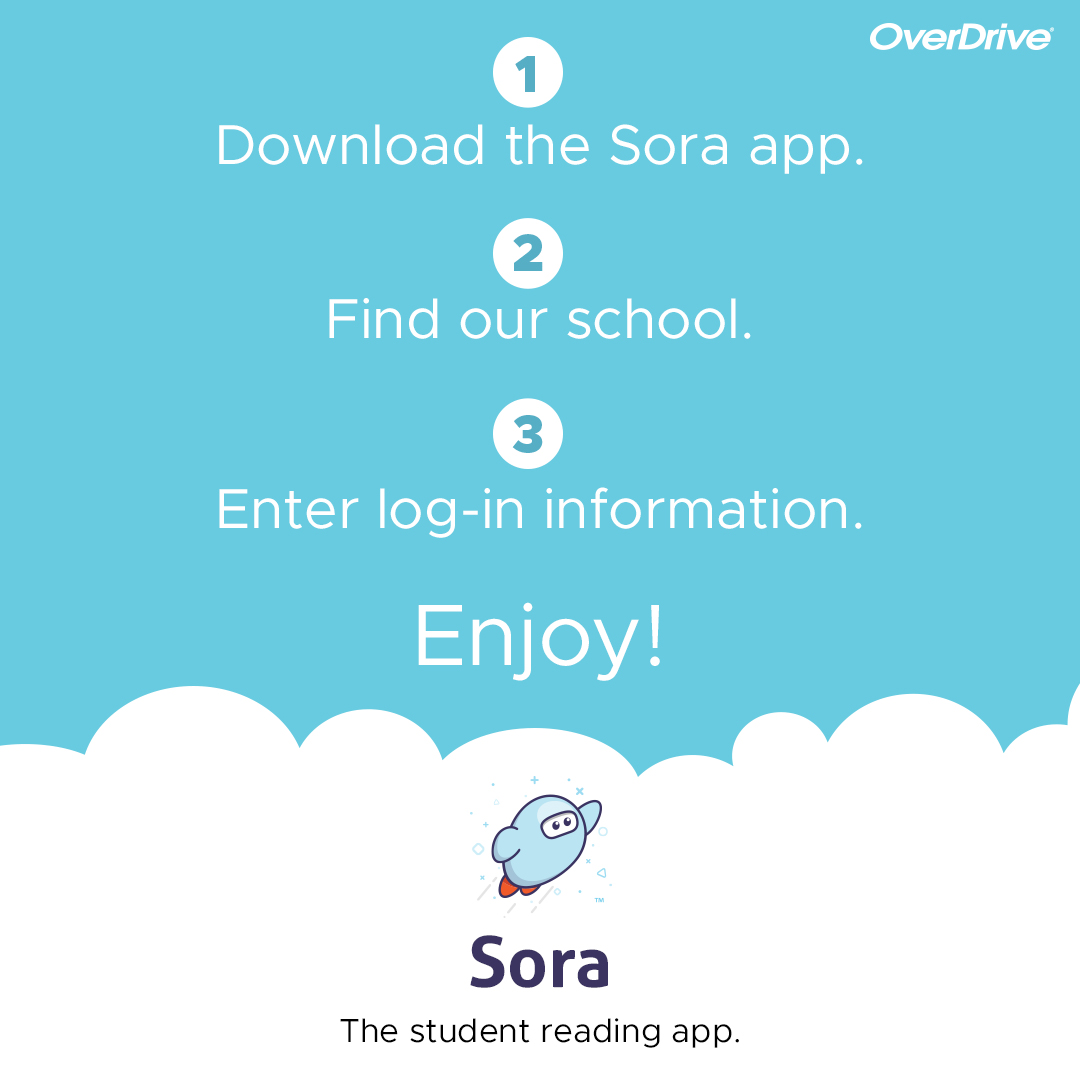 OverDrive®
1
Download the Sora app.
2
Find our school.
3
Enter log-in information.
Enjoy!
TM
Sora
The student reading app.